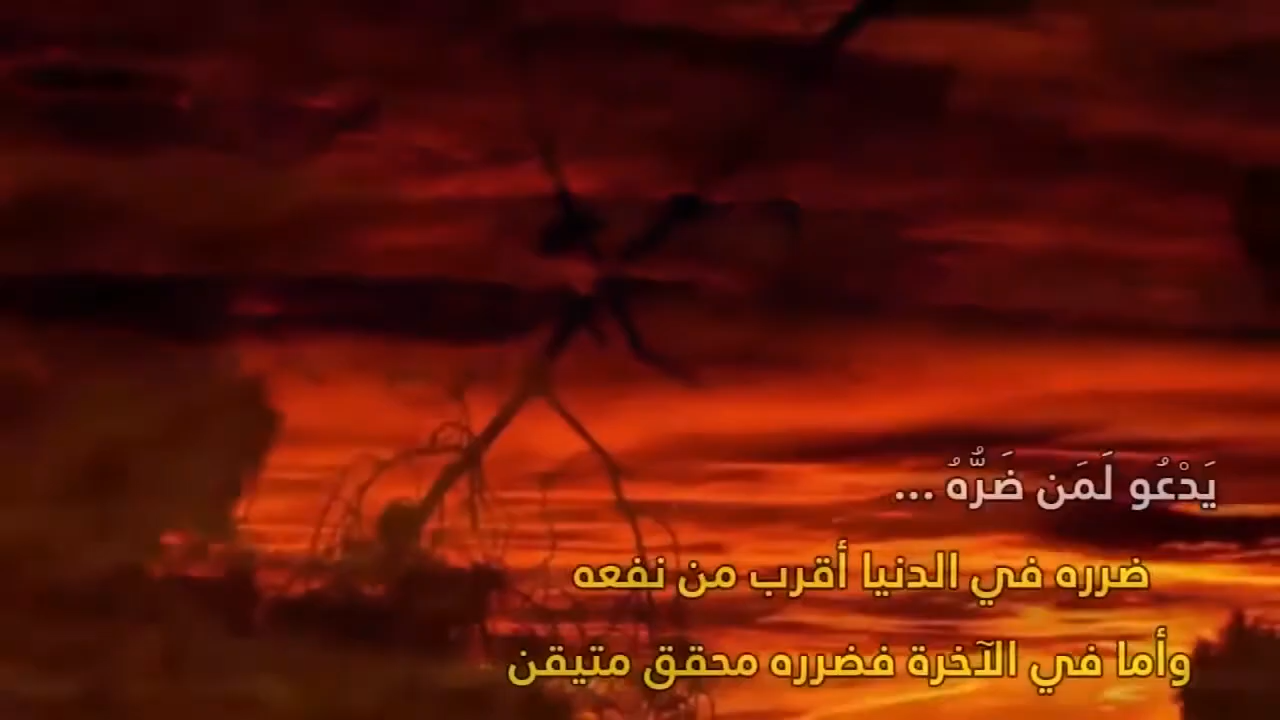 يَدْعُو لَمَن ضَرُّهُ ...
ضرره في الدنيا أقرب من نفعه
وأما في الآخرة فضرره محقق متيقن